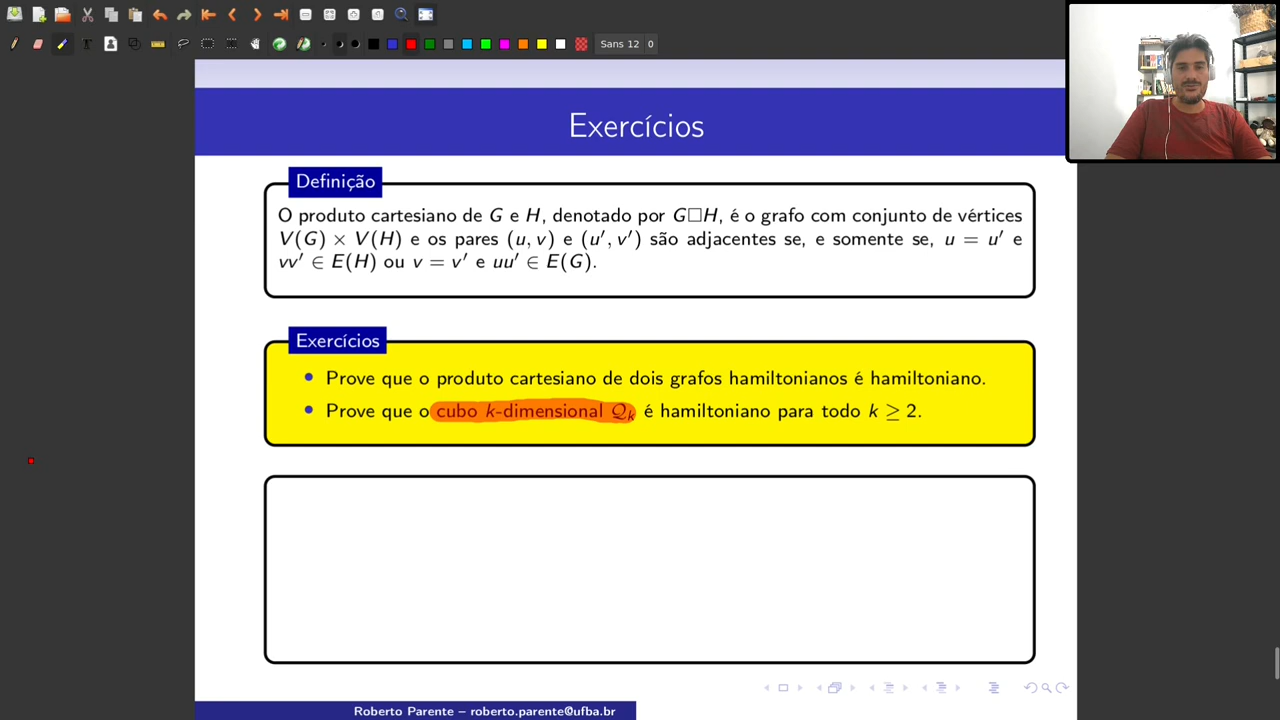 Sans 12 0
Exercícios
Definição
O produto cartesiano de G e H, denotado por G□H, é o grafo com conjunto de vértices
V(G) × V(H) e os pares (u, v) e (u′, v′) são adjacentes se, e somente se, u = u′ e
vv′ ∈ E(H) ou v = v′ e uu′ ∈ E(G).
Exercícios
Prove que o produto cartesiano de dois grafos hamiltonianos é hamiltoniano.
Prove que o cubo k-dimensional Qₖ é hamiltoniano para todo k ≥ 2.
Roberto Parente – roberto.parente@ufba.br